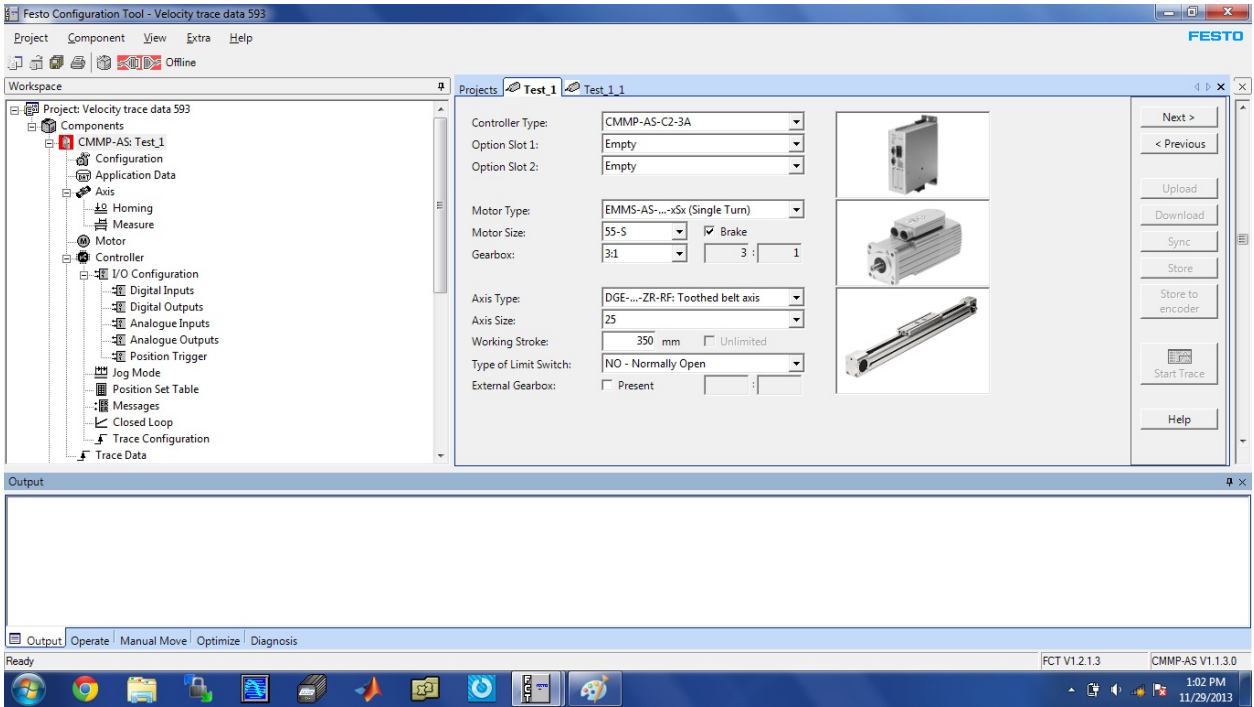 Festo Configuration Tool - Velocity trace data 593
Project Component View Extra Help
FESTO
Offline
Workspace
Project: Velocity trace data 593
Components
CMMP-AS: Test_1
Configuration
Application Data
Axis
Homing
Measure
Motor
Controller
I/O Configuration
Digital Inputs
Digital Outputs
Analogue Inputs
Analogue Outputs
Position Trigger
Jog Mode
Position Set Table
Messages
Closed Loop
Trace Configuration
Trace Data
Projects Test_1 Test_1_1
Controller Type: CMMP-AS-C2-3A
Option Slot 1: Empty
Option Slot 2: Empty
Motor Type: EMMS-AS-...-xSx (Single Turn)
Motor Size: 55-S Brake
Gearbox: 3:1 3 : 1
Axis Type: DGE-...-ZR-RF: Toothed belt axis
Axis Size: 25
Working Stroke: 350 mm Unlimited
Type of Limit Switch: NO - Normally Open
External Gearbox: Present :
Next >
< Previous
Upload
Download
Sync
Store
Store to
encoder
Start Trace
Help
Output
Output Operate Manual Move Optimize Diagnosis
Ready
FCT V1.2.1.3 CMMP-AS V1.1.3.0
FCT
1:02 PM
11/29/2013